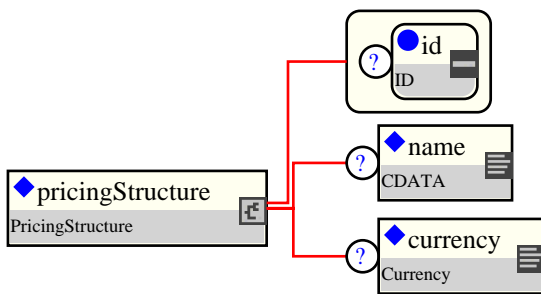 id
?
ID
name
?
CDATA
pricingStructure
PricingStructure
currency
?
Currency